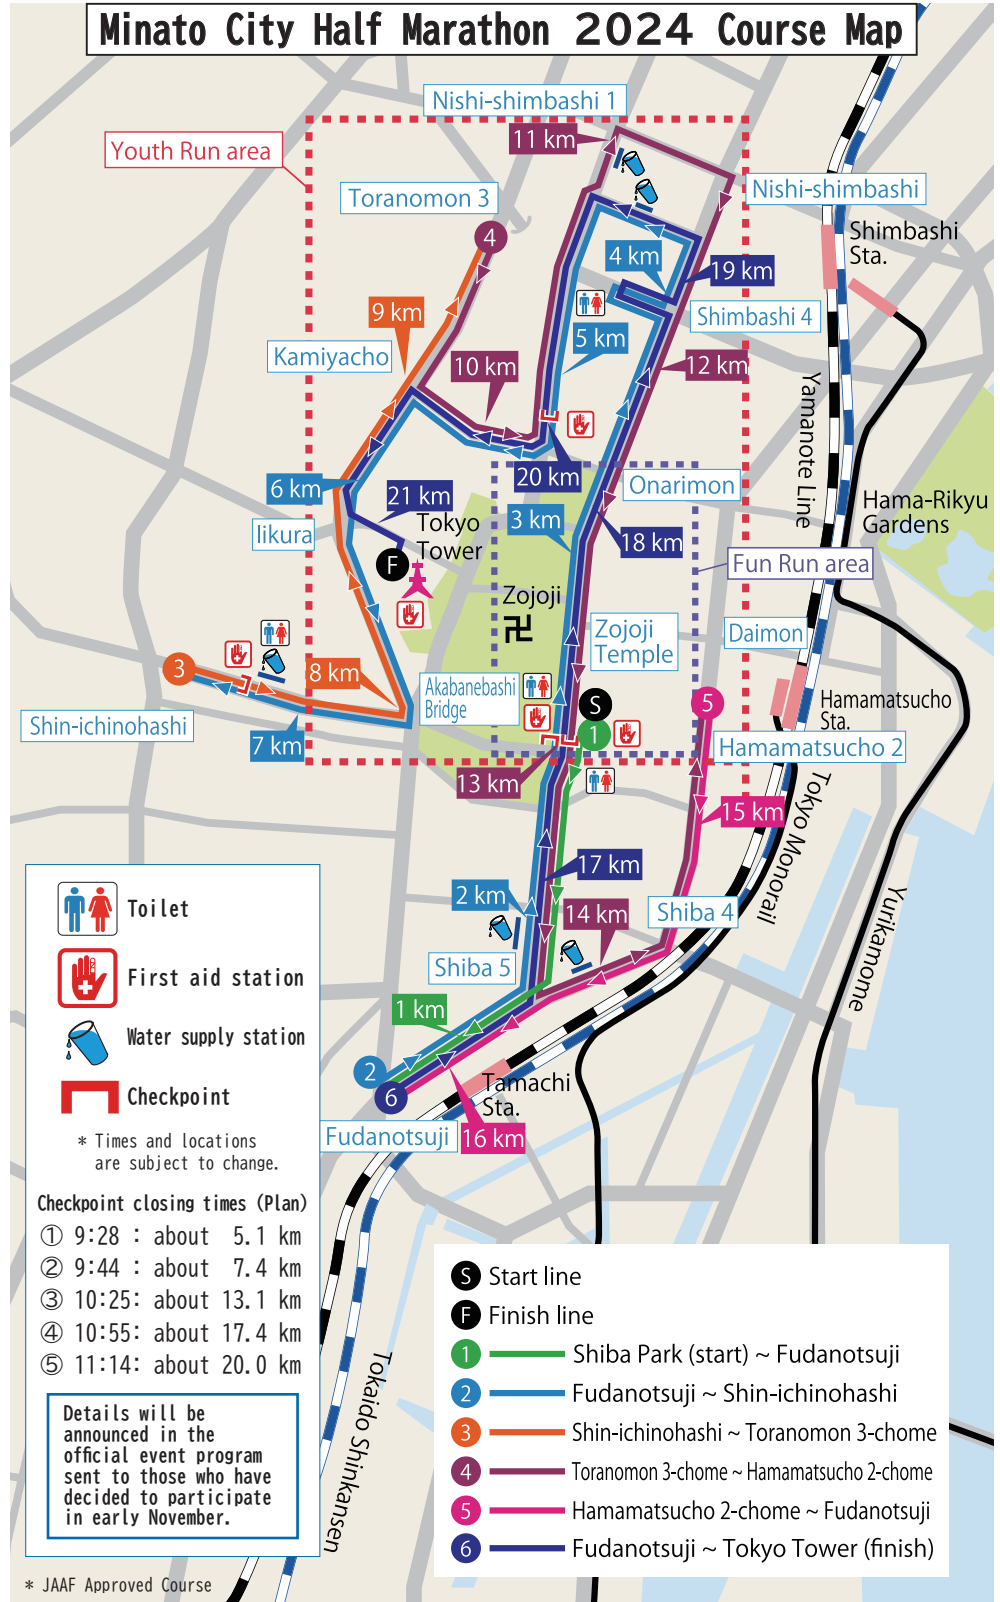 Minato City Half Marathon 2024 Course Map
Nishi-shimbashi 1
11 km
Youth Run area
Nishi-shimbashi
Toranomon 3
4
Shimbashi
Sta.
4 km
19 km
9 km
Shimbashi 4
5 km
Kamiyacho
10 km
12 km
Yamanote Line
20 km
6 km
21 km
Onarimon
Hama-Rikyu
Gardens
3 km
Tokyo
Tower
Iikura
18 km
F
Fun Run area
Zojoji
卍
Zojoji
Temple
Daimon
3
8 km
Akabanebashi
Bridge
S
5
Hamamatsucho
Sta.
Shin-ichinohashi
1
7 km
Hamamatsucho 2
13 km
15 km
Tokyo Monorail
17 km
2 km
14 km
Shiba 4
Yurikamome
Shiba 5
1 km
2
6
Tamachi
Sta.
Fudanotsuji
16 km
Tokaido Shinkansen
Toilet
First aid station
Water supply station
Checkpoint
* Times and locations
are subject to change.
Checkpoint closing times (Plan)
① 9:28 : about 5.1 km
② 9:44 : about 7.4 km
③ 10:25: about 13.1 km
④ 10:55: about 17.4 km
⑤ 11:14: about 20.0 km
Details will be
announced in the
official event program
sent to those who have
decided to participate
in early November.
* JAAF Approved Course
S Start line
F Finish line
1 Shiba Park (start) ~ Fudanotsuji
2 Fudanotsuji ~ Shin-ichinohashi
3 Shin-ichinohashi ~ Toranomon 3-chome
4 Toranomon 3-chome ~ Hamamatsucho 2-chome
5 Hamamatsucho 2-chome ~ Fudanotsuji
6 Fudanotsuji ~ Tokyo Tower (finish)